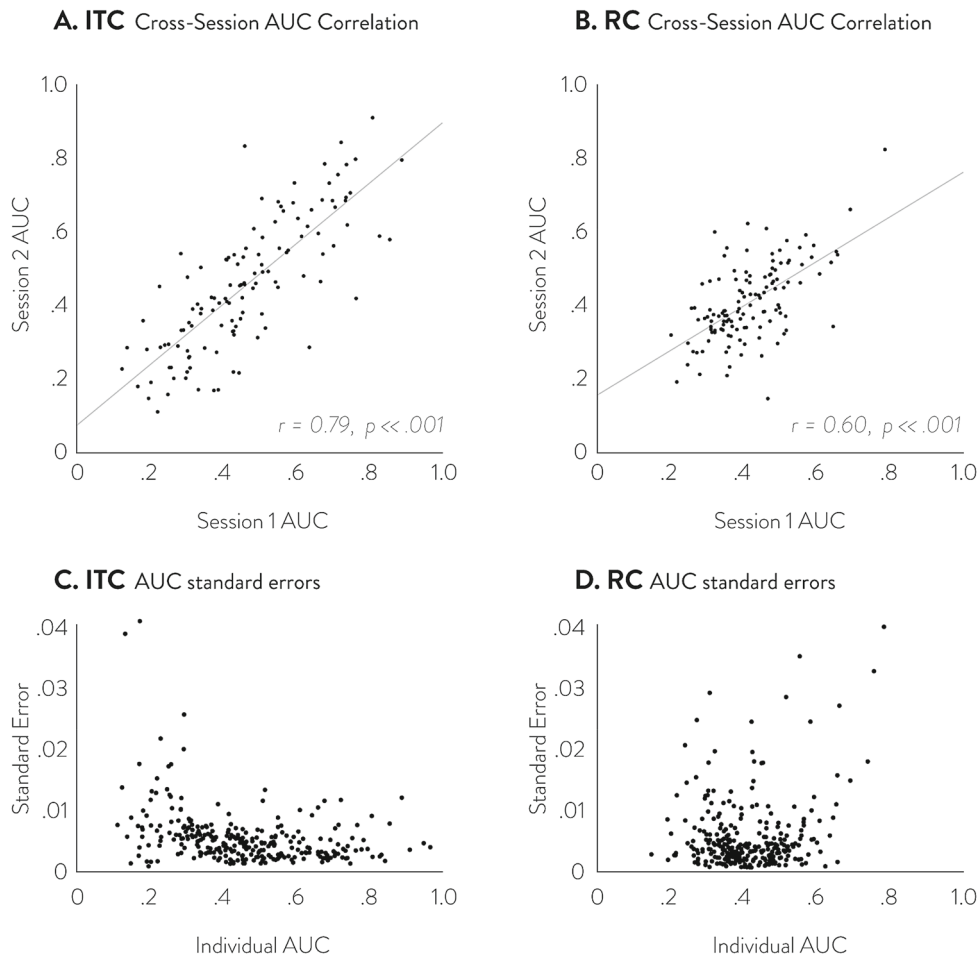 A. ITC Cross-Session AUC Correlation
1.0
.8
.6
.4
.2
0
Session 2 AUC
r = 0.79, p << .001
0 .2 .4 .6 .8 1.0
Session 1 AUC
B. RC Cross-Session AUC Correlation
1.0
.8
.6
.4
.2
0
Session 2 AUC
r = 0.60, p << .001
0 .2 .4 .6 .8 1.0
Session 1 AUC
C. ITC AUC standard errors
.04
.03
.02
.01
0
Standard Error
0 .2 .4 .6 .8 1.0
Individual AUC
D. RC AUC standard errors
.04
.03
.02
.01
0
Standard Error
0 .2 .4 .6 .8 1.0
Individual AUC